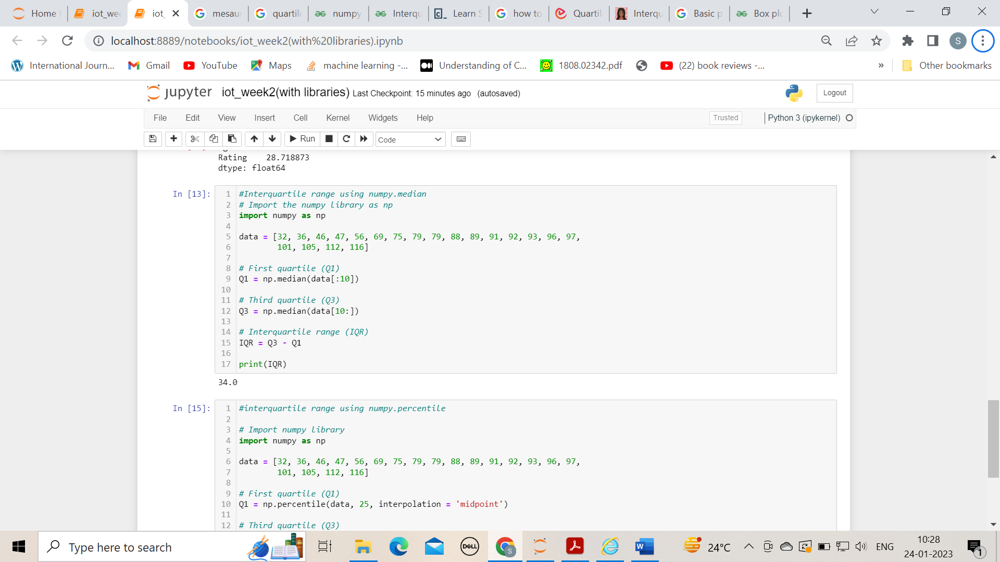 Home
iot_wee
iot_
mesau
quartile
numpy
Interqu
Learn S
how to
Quartil
Interqu
Basic p
Box plo
localhost:8889/notebooks/iot_week2(with%20libraries).ipynb
S
International Journ...
Gmail
YouTube
Maps
machine learning -...
Understanding of C...
1808.02342.pdf
(22) book reviews -...
»
Other bookmarks
jupyter iot_week2(with libraries) Last Checkpoint: 15 minutes ago (autosaved)
Logout
File Edit View Insert Cell Kernel Widgets Help
Trusted
Python 3 (ipykernel)
Run
Code
Rating    28.718873
dtype: float64
In [13]:
1 #Interquartile range using numpy.median
2 # Import the numpy library as np
3 import numpy as np
4
5 data = [32, 36, 46, 47, 56, 69, 75, 79, 79, 88, 89, 91, 92, 93, 96, 97,
6         101, 105, 112, 116]
7
8 # First quartile (Q1)
9 Q1 = np.median(data[:10])
10
11 # Third quartile (Q3)
12 Q3 = np.median(data[10:])
13
14 # Interquartile range (IQR)
15 IQR = Q3 - Q1
16
17 print(IQR)
34.0
In [15]:
1 #interquartile range using numpy.percentile
2
3 # Import numpy library
4 import numpy as np
5
6 data = [32, 36, 46, 47, 56, 69, 75, 79, 79, 88, 89, 91, 92, 93, 96, 97,
7         101, 105, 112, 116]
8
9 # First quartile (Q1)
10 Q1 = np.percentile(data, 25, interpolation = 'midpoint')
11
12 # Third quartile (Q3)
Type here to search
DELL
S
W
24°C
ENG
10:28
24-01-2023
1